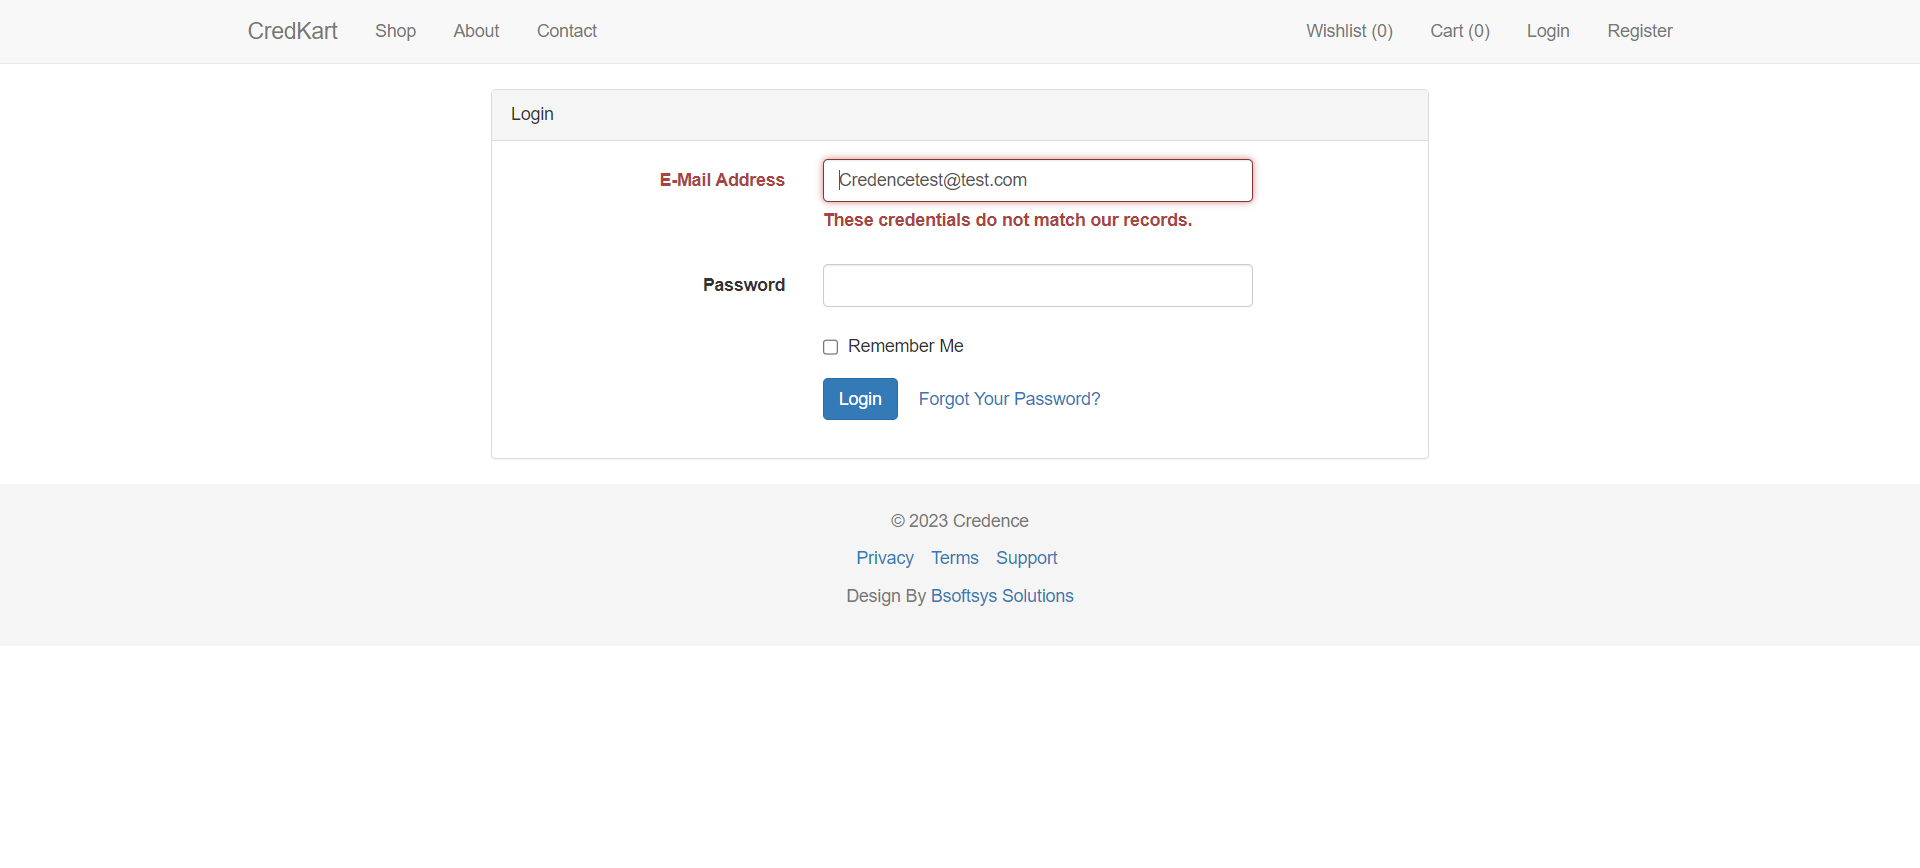 CredKart Shop About Contact Wishlist (0) Cart (0) Login Register
Login
E-Mail Address Credencetest@test.com
These credentials do not match our records.
Password
Remember Me
Login Forgot Your Password?
© 2023 Credence
Privacy Terms Support
Design By Bsoftsys Solutions